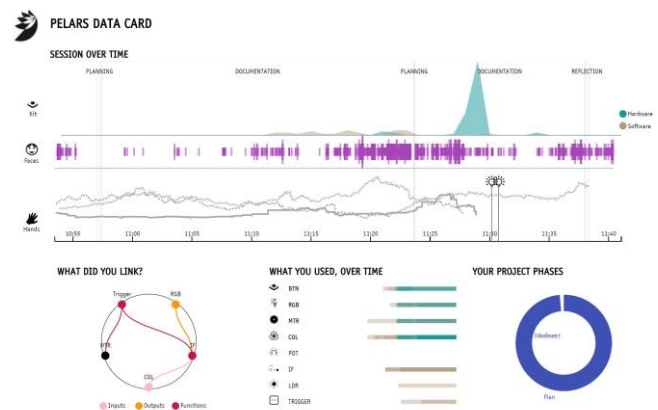 PELARS DATA CARD
SESSION OVER TIME
PLANNING DOCUMENTATION PLANNING DOCUMENTATION REFLECTION
Kit
Hardware
Software
Faces
Hands
10:55 11:00 11:05 11:10 11:15 11:20 11:25 11:30 11:35 11:40
WHAT DID YOU LINK?
Trigger RGB
MTR IF
COL
Inputs Outputs Functions
WHAT YOU USED, OVER TIME
BTN
RGB
MTR
COL
POT
IF
LDR
TRIGGER
YOUR PROJECT PHASES
Plan